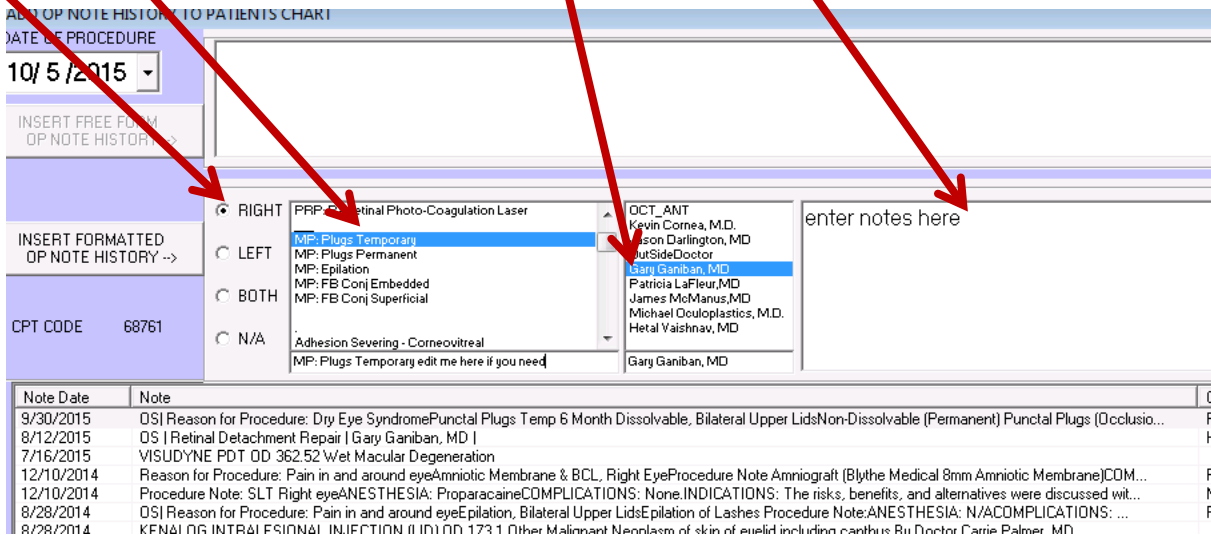 ADD OP NOTE HISTORY TO PATIENTS CHART
DATE OF PROCEDURE
10/ 5 /2015
INSERT FREE FORM
OP NOTE HISTORY -->
RIGHT
LEFT
BOTH
N/A
INSERT FORMATTED
OP NOTE HISTORY -->
CPT CODE 68761
PRP: Retinal Photo-Coagulation Laser
MP: Plugs Temporary
MP: Plugs Permanent
MP: Epilation
MP: FB Conj Embedded
MP: FB Conj Superficial
.
Adhesion Severing - Corneovitreal
MP: Plugs Temporary edit me here if you need
OCT_ANT
Kevin Cornea, M.D.
Jason Darlington, MD
OutSideDoctor
Gary Ganiban, MD
Patricia LaFleur,MD
James McManus,MD
Michael Oculoplastics, M.D.
Hetal Vaishnav, MD
Gary Ganiban, MD
enter notes here
Note Date Note
9/30/2015 OS| Reason for Procedure: Dry Eye SyndromePunctal Plugs Temp 6 Month Dissolvable, Bilateral Upper LidsNon-Dissolvable (Permanent) Punctal Plugs (Occlusio...
8/12/2015 OS | Retinal Detachment Repair | Gary Ganiban, MD |
7/16/2015 VISUDYNE PDT OD 362.52 Wet Macular Degeneration
12/10/2014 Reason for Procedure: Pain in and around eyeAmniotic Membrane & BCL, Right EyeProcedure Note Amniograft (Blythe Medical 8mm Amniotic Membrane)COM...
12/10/2014 Procedure Note: SLT Right eyeANESTHESIA: ProparacaineCOMPLICATIONS: None.INDICATIONS: The risks, benefits, and alternatives were discussed wit...
8/28/2014 OS| Reason for Procedure: Pain in and around eyeEpilation, Bilateral Upper LidsEpilation of Lashes Procedure Note:ANESTHESIA: N/ACOMPLICATIONS: ...
8/28/2014 KENALOG INTRALESIONAL INJECTION (UD) OD 173.1 Other Malignant Neoplasm of skin of eyelid including canthus By Doctor Carrie Palmer, MD